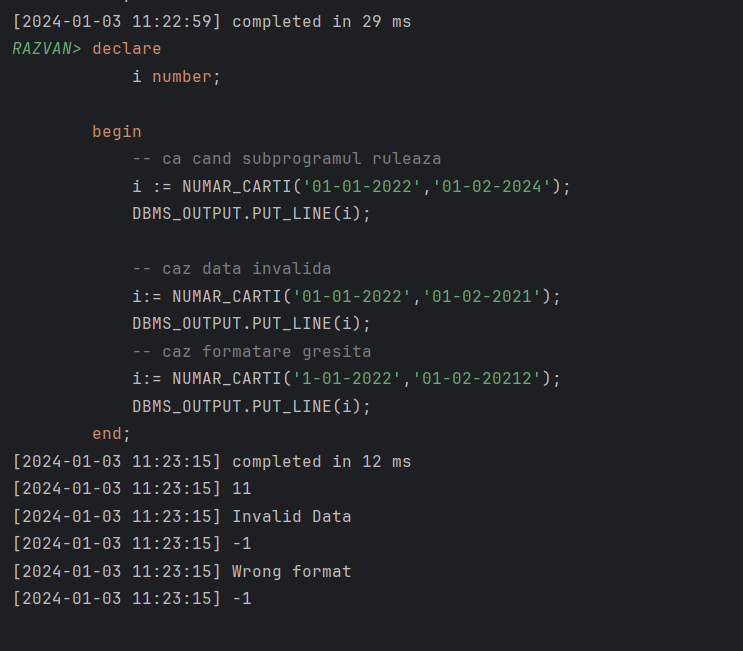 [2024-01-03 11:22:59] completed in 29 ms
RAZVAN> declare
            i number;
        begin
            -- ca cand subprogramul ruleaza
            i := NUMAR_CARTI('01-01-2022','01-02-2024');
            DBMS_OUTPUT.PUT_LINE(i);
            -- caz data invalida
            i:= NUMAR_CARTI('01-01-2022','01-02-2021');
            DBMS_OUTPUT.PUT_LINE(i);
            -- caz formatare gresita
            i:= NUMAR_CARTI('1-01-2022','01-02-20212');
            DBMS_OUTPUT.PUT_LINE(i);
        end;
[2024-01-03 11:23:15] completed in 12 ms
[2024-01-03 11:23:15] 11
[2024-01-03 11:23:15] Invalid Data
[2024-01-03 11:23:15] -1
[2024-01-03 11:23:15] Wrong format
[2024-01-03 11:23:15] -1